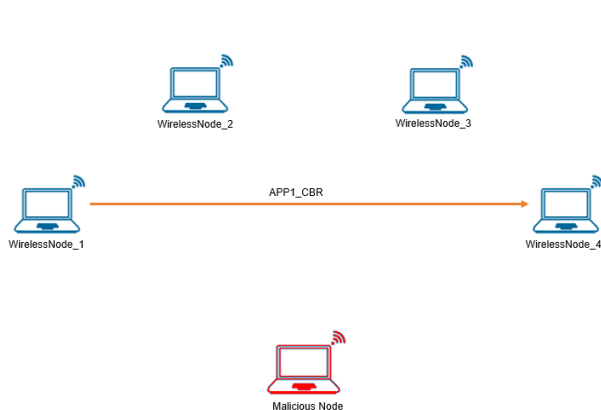 WirelessNode_2
WirelessNode_3
APP1_CBR
WirelessNode_1
WirelessNode_4
Malicious Node